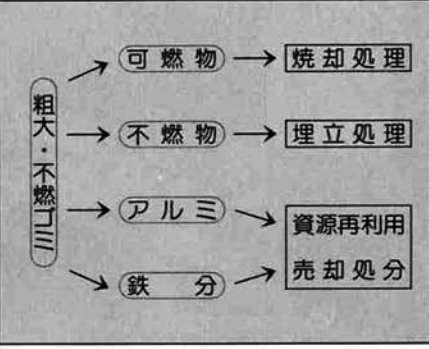 粗大・不燃ゴミ
可燃物
焼却処理
不燃物
埋立処理
アルミ
鉄分
資源再利用
売却処分